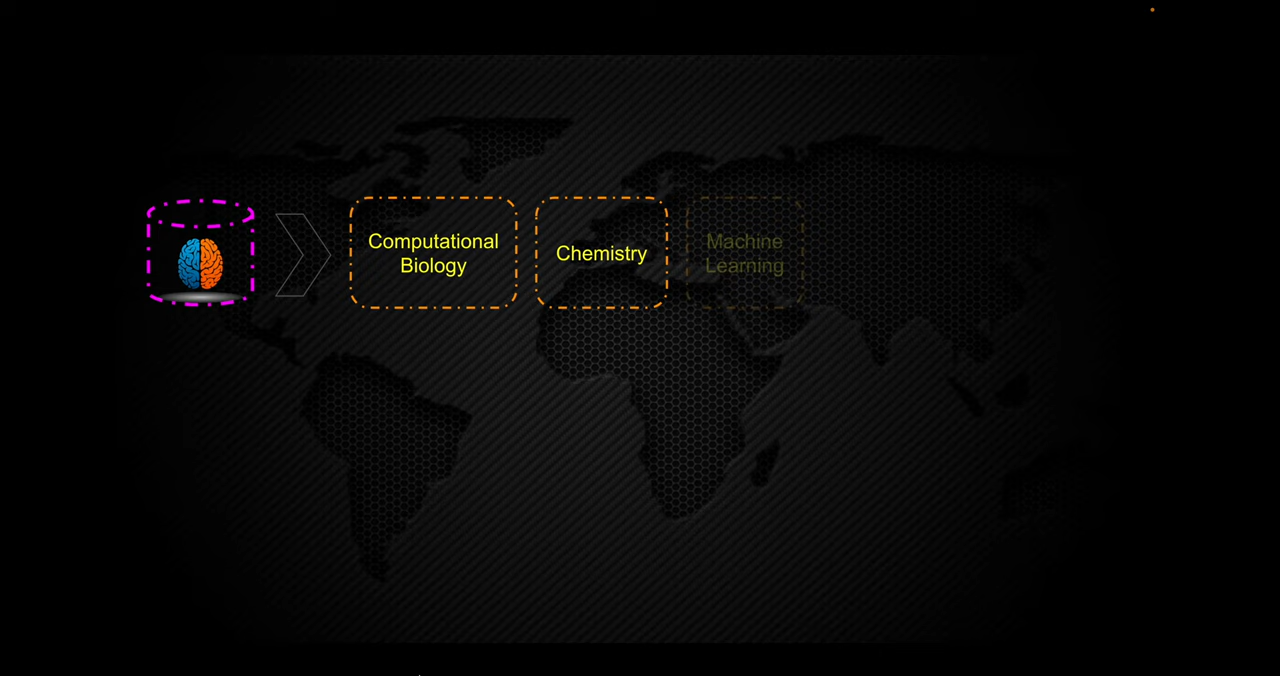 Computational
Biology
Chemistry
Machine
Learning